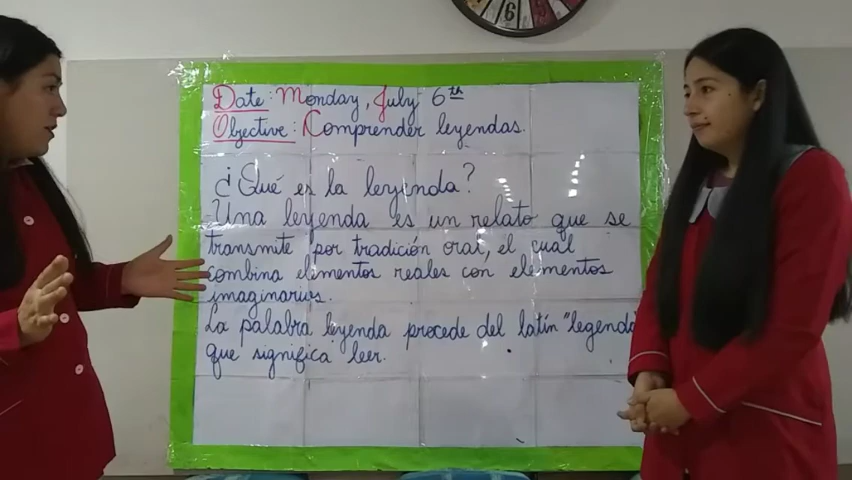 Date: Monday, July 6th
Objective: Comprender leyendas.
¿Qué es la leyenda?
-Una leyenda es un relato que se
transmite por tradición oral, el cual
combina elementos reales con elementos
imaginarios.
La palabra leyenda procede del latín "legenda
que significa leer.
6